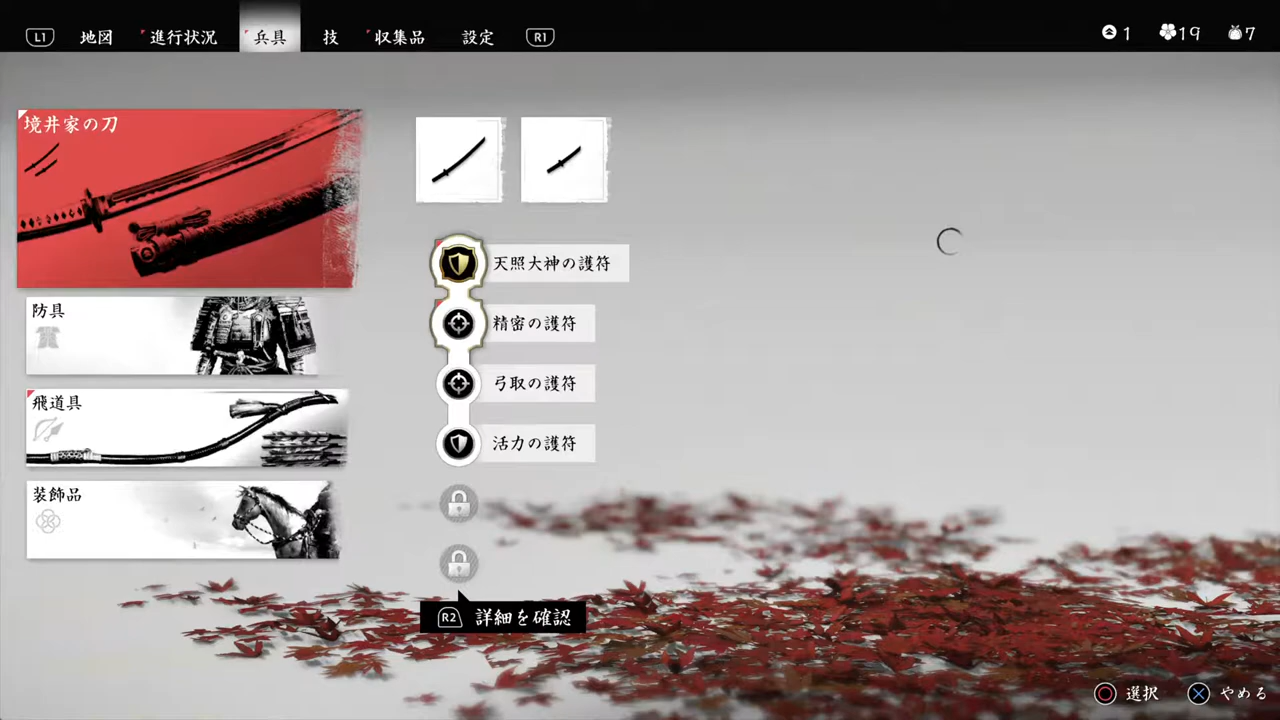 L1 地図 進行状況 兵具 技 収集品 設定 R1 1 19 7
境井家の刀
防具
飛道具
装飾品
天照大神の護符
精密の護符
弓取の護符
活力の護符
R2 詳細を確認
選択 やめる